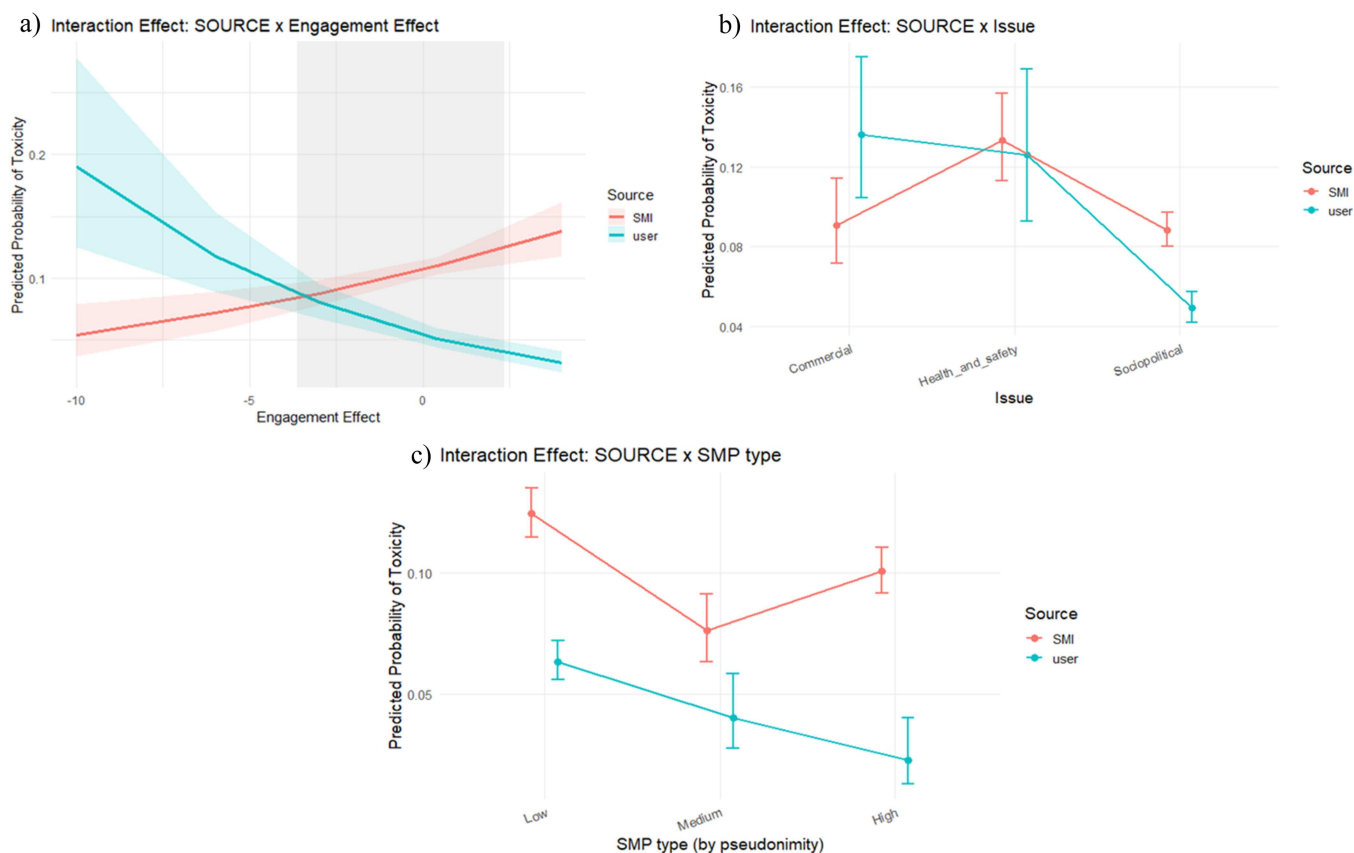 a) Interaction Effect: SOURCE x Engagement Effect
Predicted Probability of Toxicity
0.2
0.1
-10
-5
0
Engagement Effect
Source
SMI
user
b) Interaction Effect: SOURCE x Issue
Predicted Probability of Toxicity
0.16
0.12
0.08
0.04
Commercial
Health_and_safety
Sociopolitical
Issue
Source
SMI
user
c) Interaction Effect: SOURCE x SMP type
Predicted Probability of Toxicity
0.10
0.05
Low
Medium
High
SMP type (by pseudonimity)
Source
SMI
user